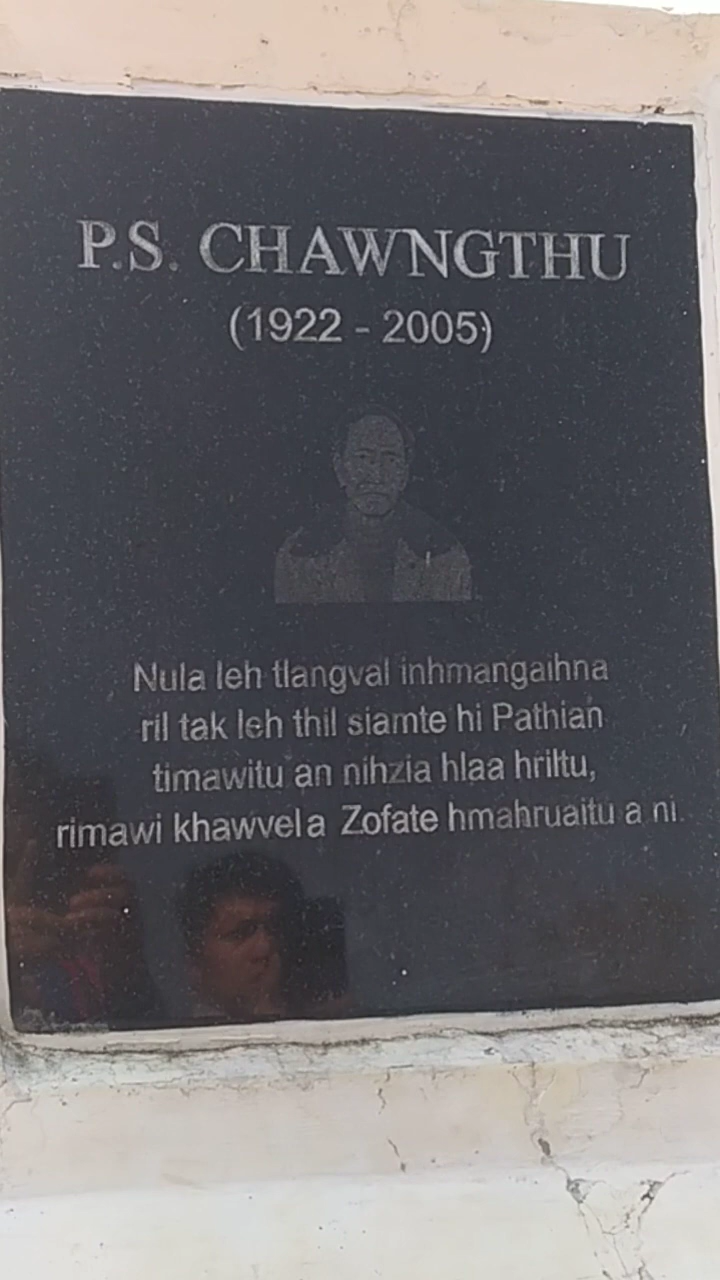 P.S. CHAWNGTHU
(1922 - 2005)
Nula leh tlangval inhmangaihna
ril tak leh thil siamte hi Pathian
timawitu an nihzia hlaa hriltu,
rimawi khawvela Zofate hmahruaitu a ni.